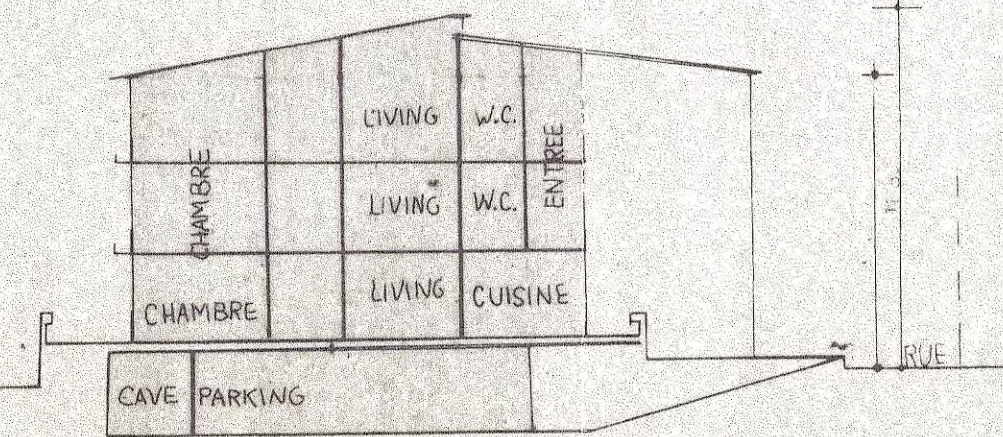 LIVING W.C.
ENTREE
CHAMBRE
LIVING W.C.
LIVING CUISINE
CHAMBRE
RUE
CAVE PARKING